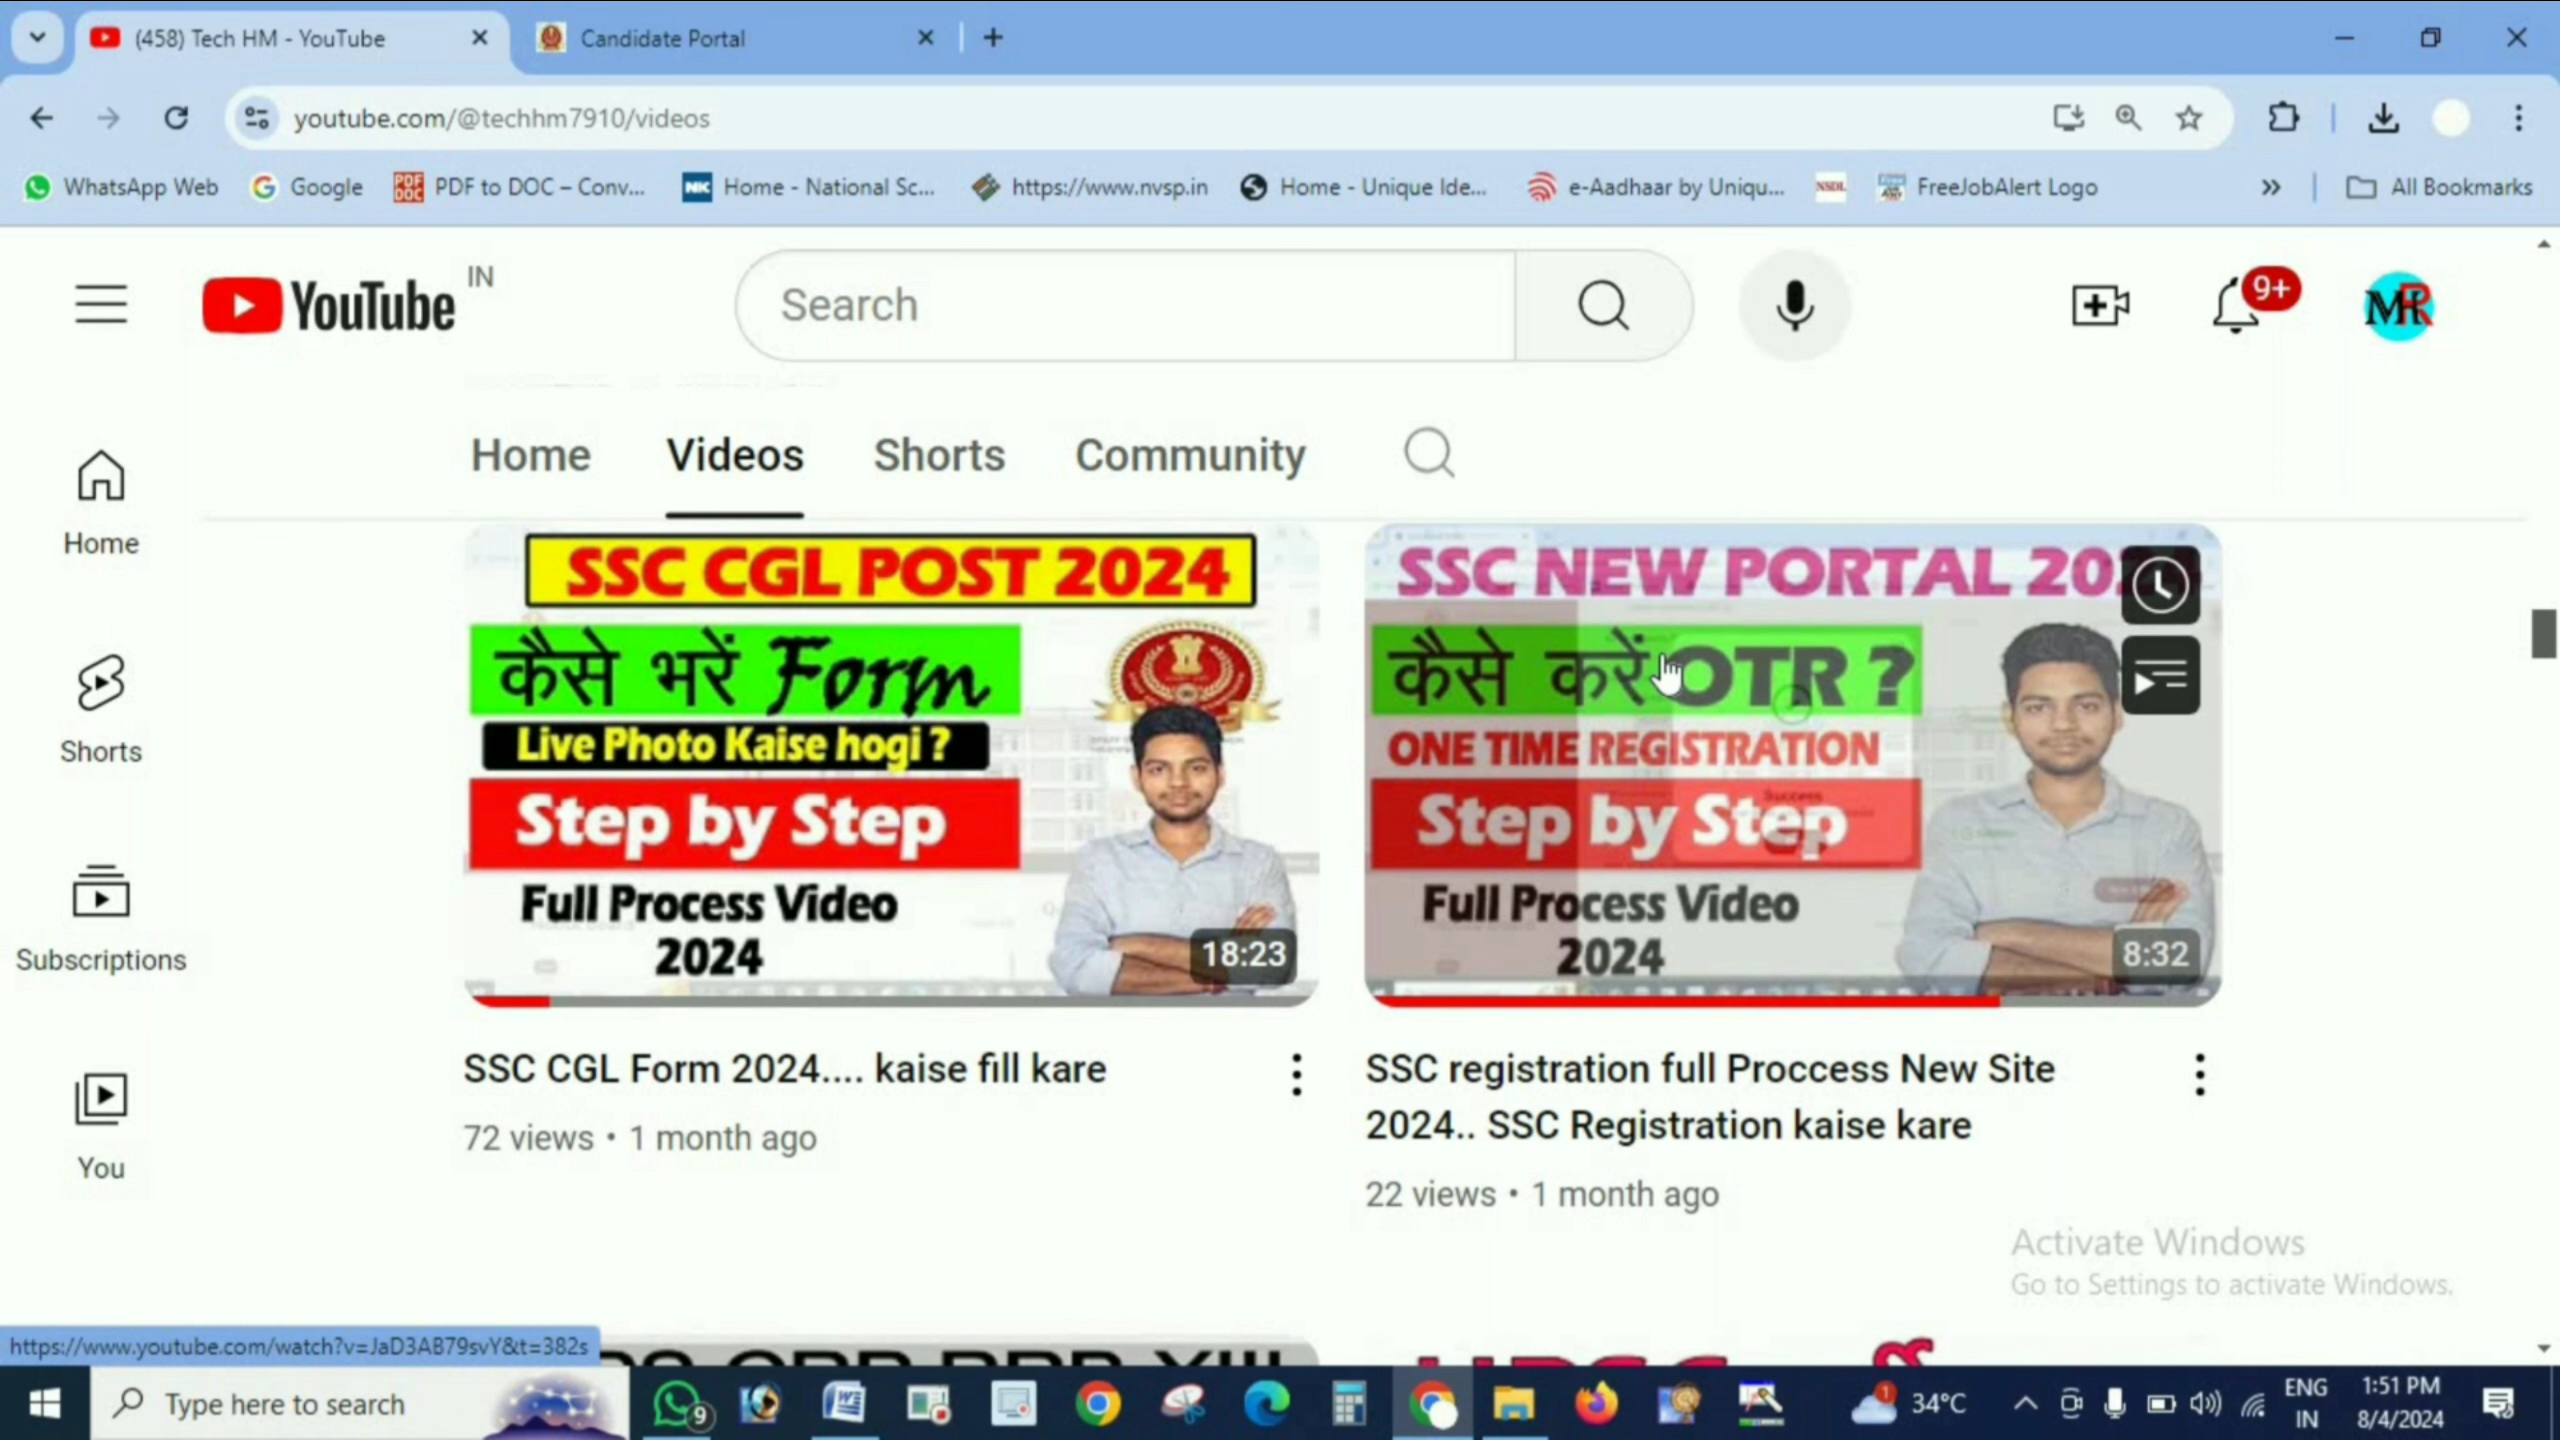 (458) Tech HM - YouTube
Candidate Portal
youtube.com/@techhm7910/videos
WhatsApp Web
Google
PDF to DOC – Conv...
Home - National Sc...
https://www.nvsp.in
Home - Unique Ide...
e-Aadhaar by Uniqu...
NSDL
FreeJobAlert Logo
All Bookmarks
YouTube IN
Search
9+
MR
Home
Videos
Shorts
Community
Home
Shorts
Subscriptions
You
SSC CGL POST 2024
कैसे भरें Form
Live Photo Kaise hogi ?
Step by Step
Full Process Video
2024
18:23
SSC NEW PORTAL 20
कैसे करें OTR ?
ONE TIME REGISTRATION
Step by Step
Full Process Video
2024
8:32
SSC CGL Form 2024.... kaise fill kare
72 views • 1 month ago
SSC registration full Proccess New Site
2024.. SSC Registration kaise kare
22 views • 1 month ago
Activate Windows
Go to Settings to activate Windows.
https://www.youtube.com/watch?v=JaD3AB79svY&t=382s
Type here to search
9
1
34°C
ENG
IN
1:51 PM
8/4/2024